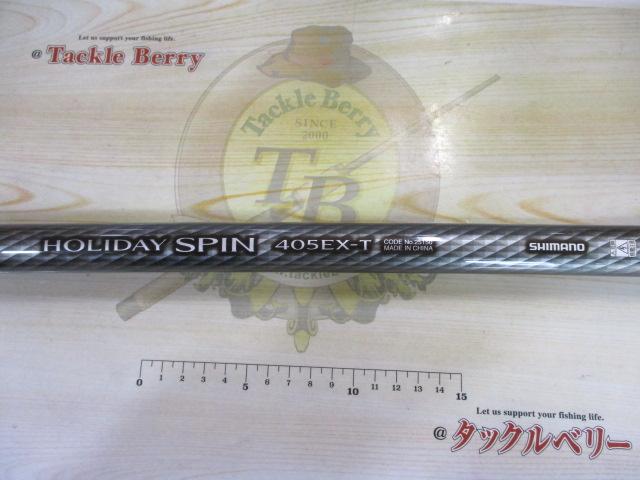 Let us support your fishing life.
@ Tackle Berry
Tackle Berry
SINCE
2000
TB
HOLIDAY SPIN 405EX-T
CODE No.25156
MADE IN CHINA
SHIMANO
0 1 2 3 4 5 6 7 8 9 10 11 12 13 14 15
Let us support your fishing life.
@ タックルベリー